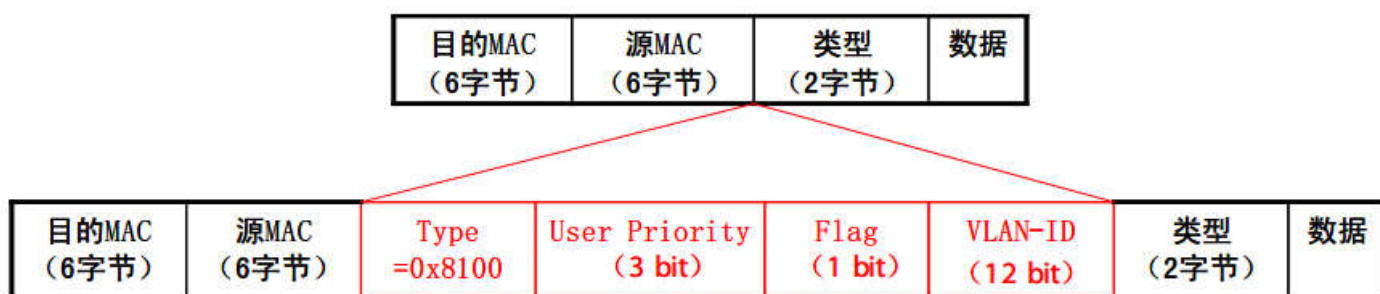 目的MAC 源MAC 类型 数据
（6字节） （6字节） （2字节）
目的MAC 源MAC Type User Priority Flag VLAN-ID 类型 数据
（6字节） （6字节） =0x8100 （3 bit） （1 bit） （12 bit） （2字节）